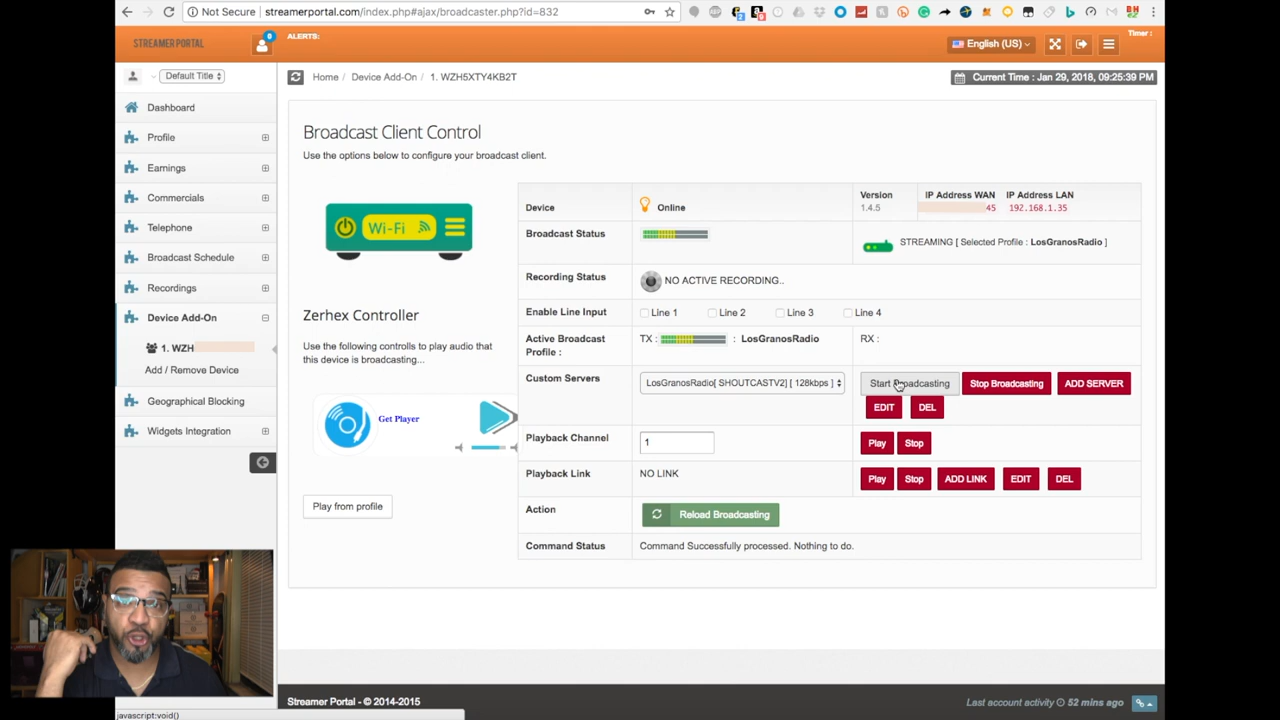 Not Secure streamerportal.com/index.php#ajax/broadcaster.php?id=832
STREAMER PORTAL
0
ALERTS:
English (US)
Timer :
Default Title
Home / Device Add-On / 1. WZH5XTY4KB2T
Current Time : Jan 29, 2018, 09:25:39 PM
Dashboard
Profile
Earnings
Commercials
Telephone
Broadcast Schedule
Recordings
Device Add-On
1. WZH
Add / Remove Device
Geographical Blocking
Widgets Integration
Broadcast Client Control
Use the options below to configure your broadcast client.
Wi-Fi
Zerhex Controller
Use the following controlls to play audio that
this device is broadcasting...
Get Player
Play from profile
Device
Online
Version
1.4.5
IP Address WAN
45
IP Address LAN
192.168.1.35
Broadcast Status
STREAMING [ Selected Profile : LosGranosRadio ]
Recording Status
NO ACTIVE RECORDING..
Enable Line Input
Line 1 Line 2 Line 3 Line 4
Active Broadcast
Profile :
TX : : LosGranosRadio
RX :
Custom Servers
LosGranosRadio[ SHOUTCASTV2] [ 128kbps ]
Start Broadcasting Stop Broadcasting ADD SERVER
EDIT DEL
Playback Channel
1
Play Stop
Playback Link
NO LINK
Play Stop ADD LINK EDIT DEL
Action
Reload Broadcasting
Command Status
Command Successfully processed. Nothing to do.
Streamer Portal - © 2014-2015
Last account activity 52 mins ago
javascript:void()